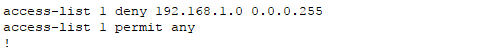 access-list 1 deny 192.168.1.0 0.0.0.255
access-list 1 permit any
!